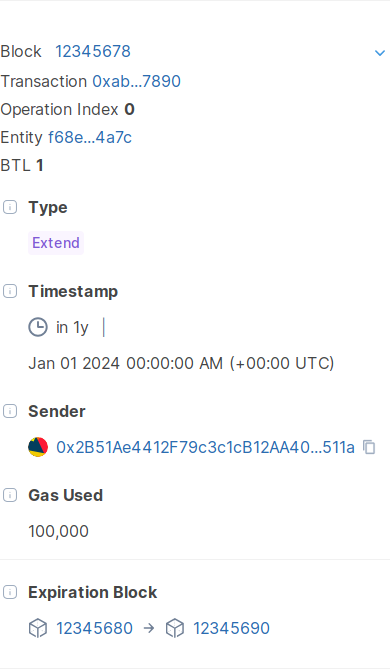 Block 12345678
Transaction 0xab...7890
Operation Index 0
Entity f68e...4a7c
BTL 1
Type
Extend
Timestamp
in 1y |
Jan 01 2024 00:00:00 AM (+00:00 UTC)
Sender
0x2B51Ae4412F79c3c1cB12AA40...511a
Gas Used
100,000
Expiration Block
12345680 → 12345690